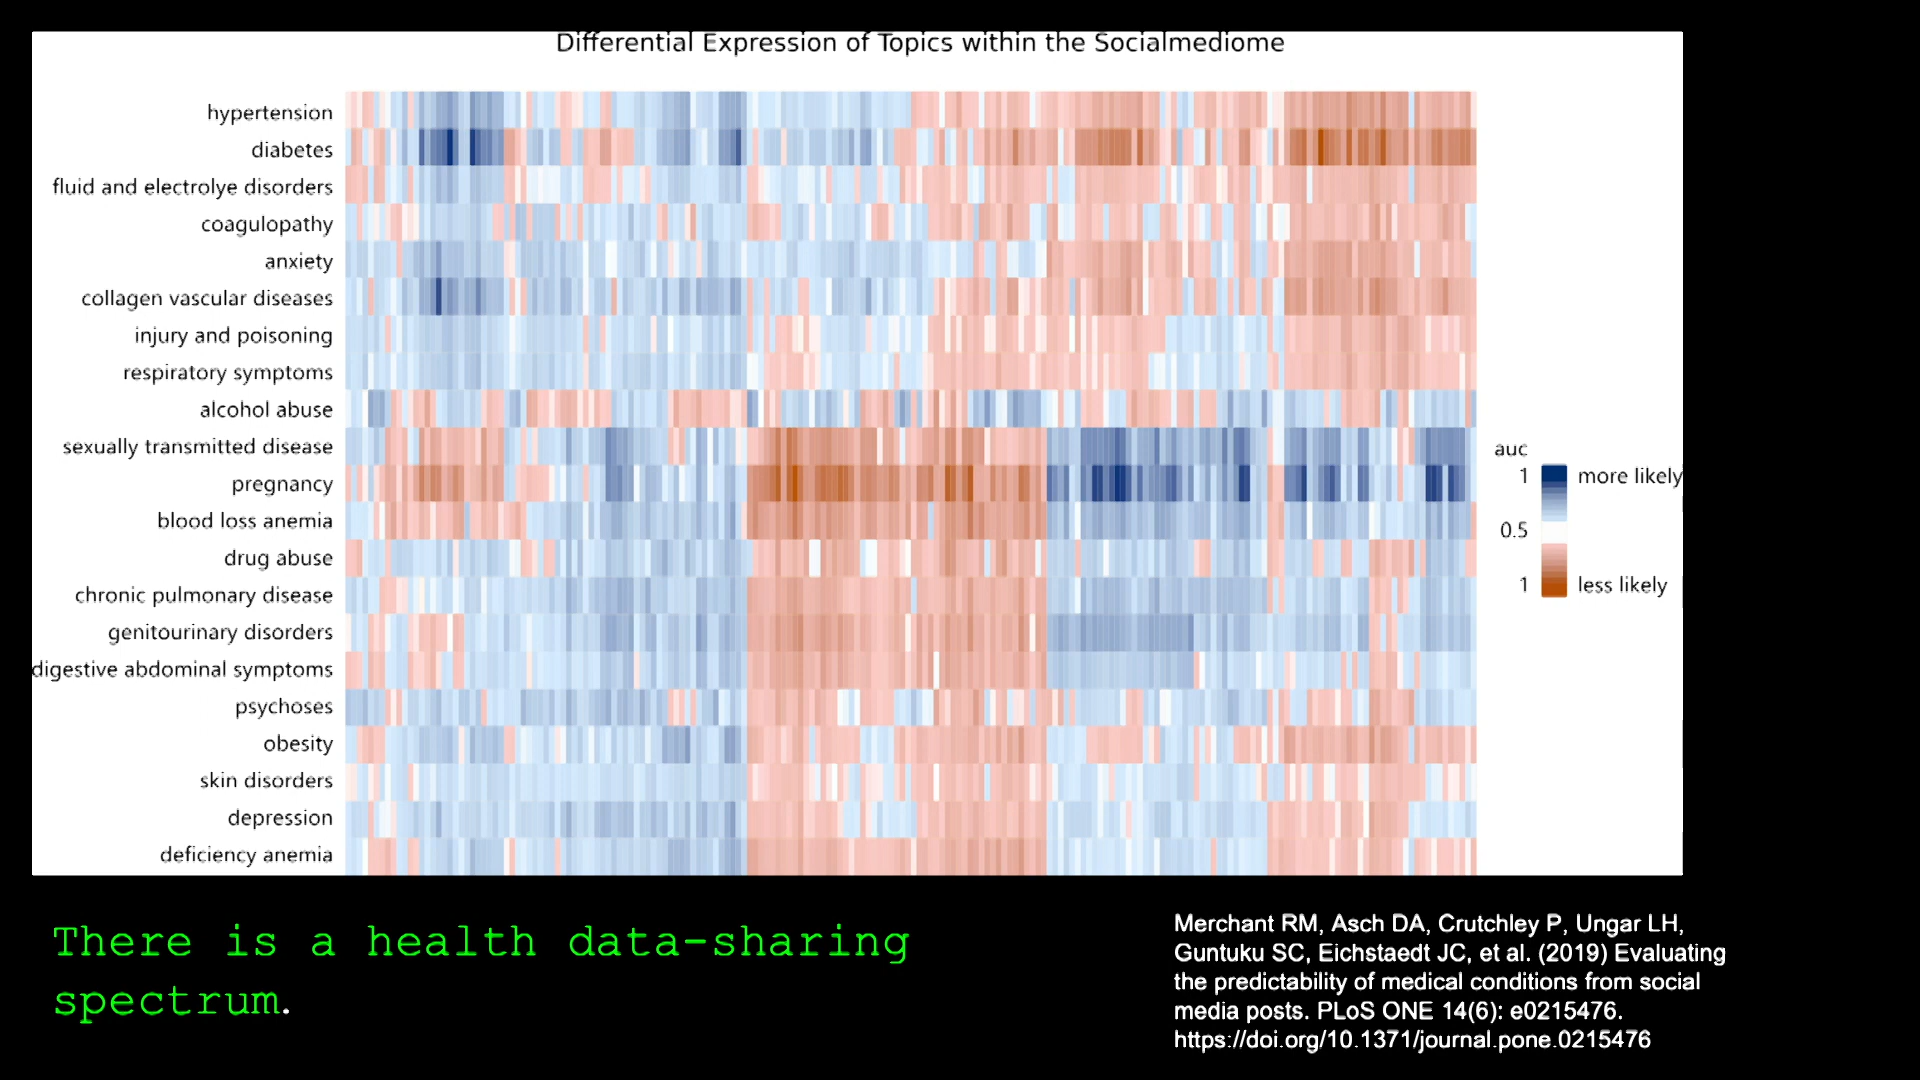 Differential Expression of Topics within the Socialmediome
hypertension
diabetes
fluid and electrolye disorders
coagulopathy
anxiety
collagen vascular diseases
injury and poisoning
respiratory symptoms
alcohol abuse
sexually transmitted disease
pregnancy
blood loss anemia
drug abuse
chronic pulmonary disease
genitourinary disorders
digestive abdominal symptoms
psychoses
obesity
skin disorders
depression
deficiency anemia
auc
1 more likely
0.5
1 less likely
There is a health data-sharing
spectrum.
Merchant RM, Asch DA, Crutchley P, Ungar LH,
Guntuku SC, Eichstaedt JC, et al. (2019) Evaluating
the predictability of medical conditions from social
media posts. PLoS ONE 14(6): e0215476.
https://doi.org/10.1371/journal.pone.0215476